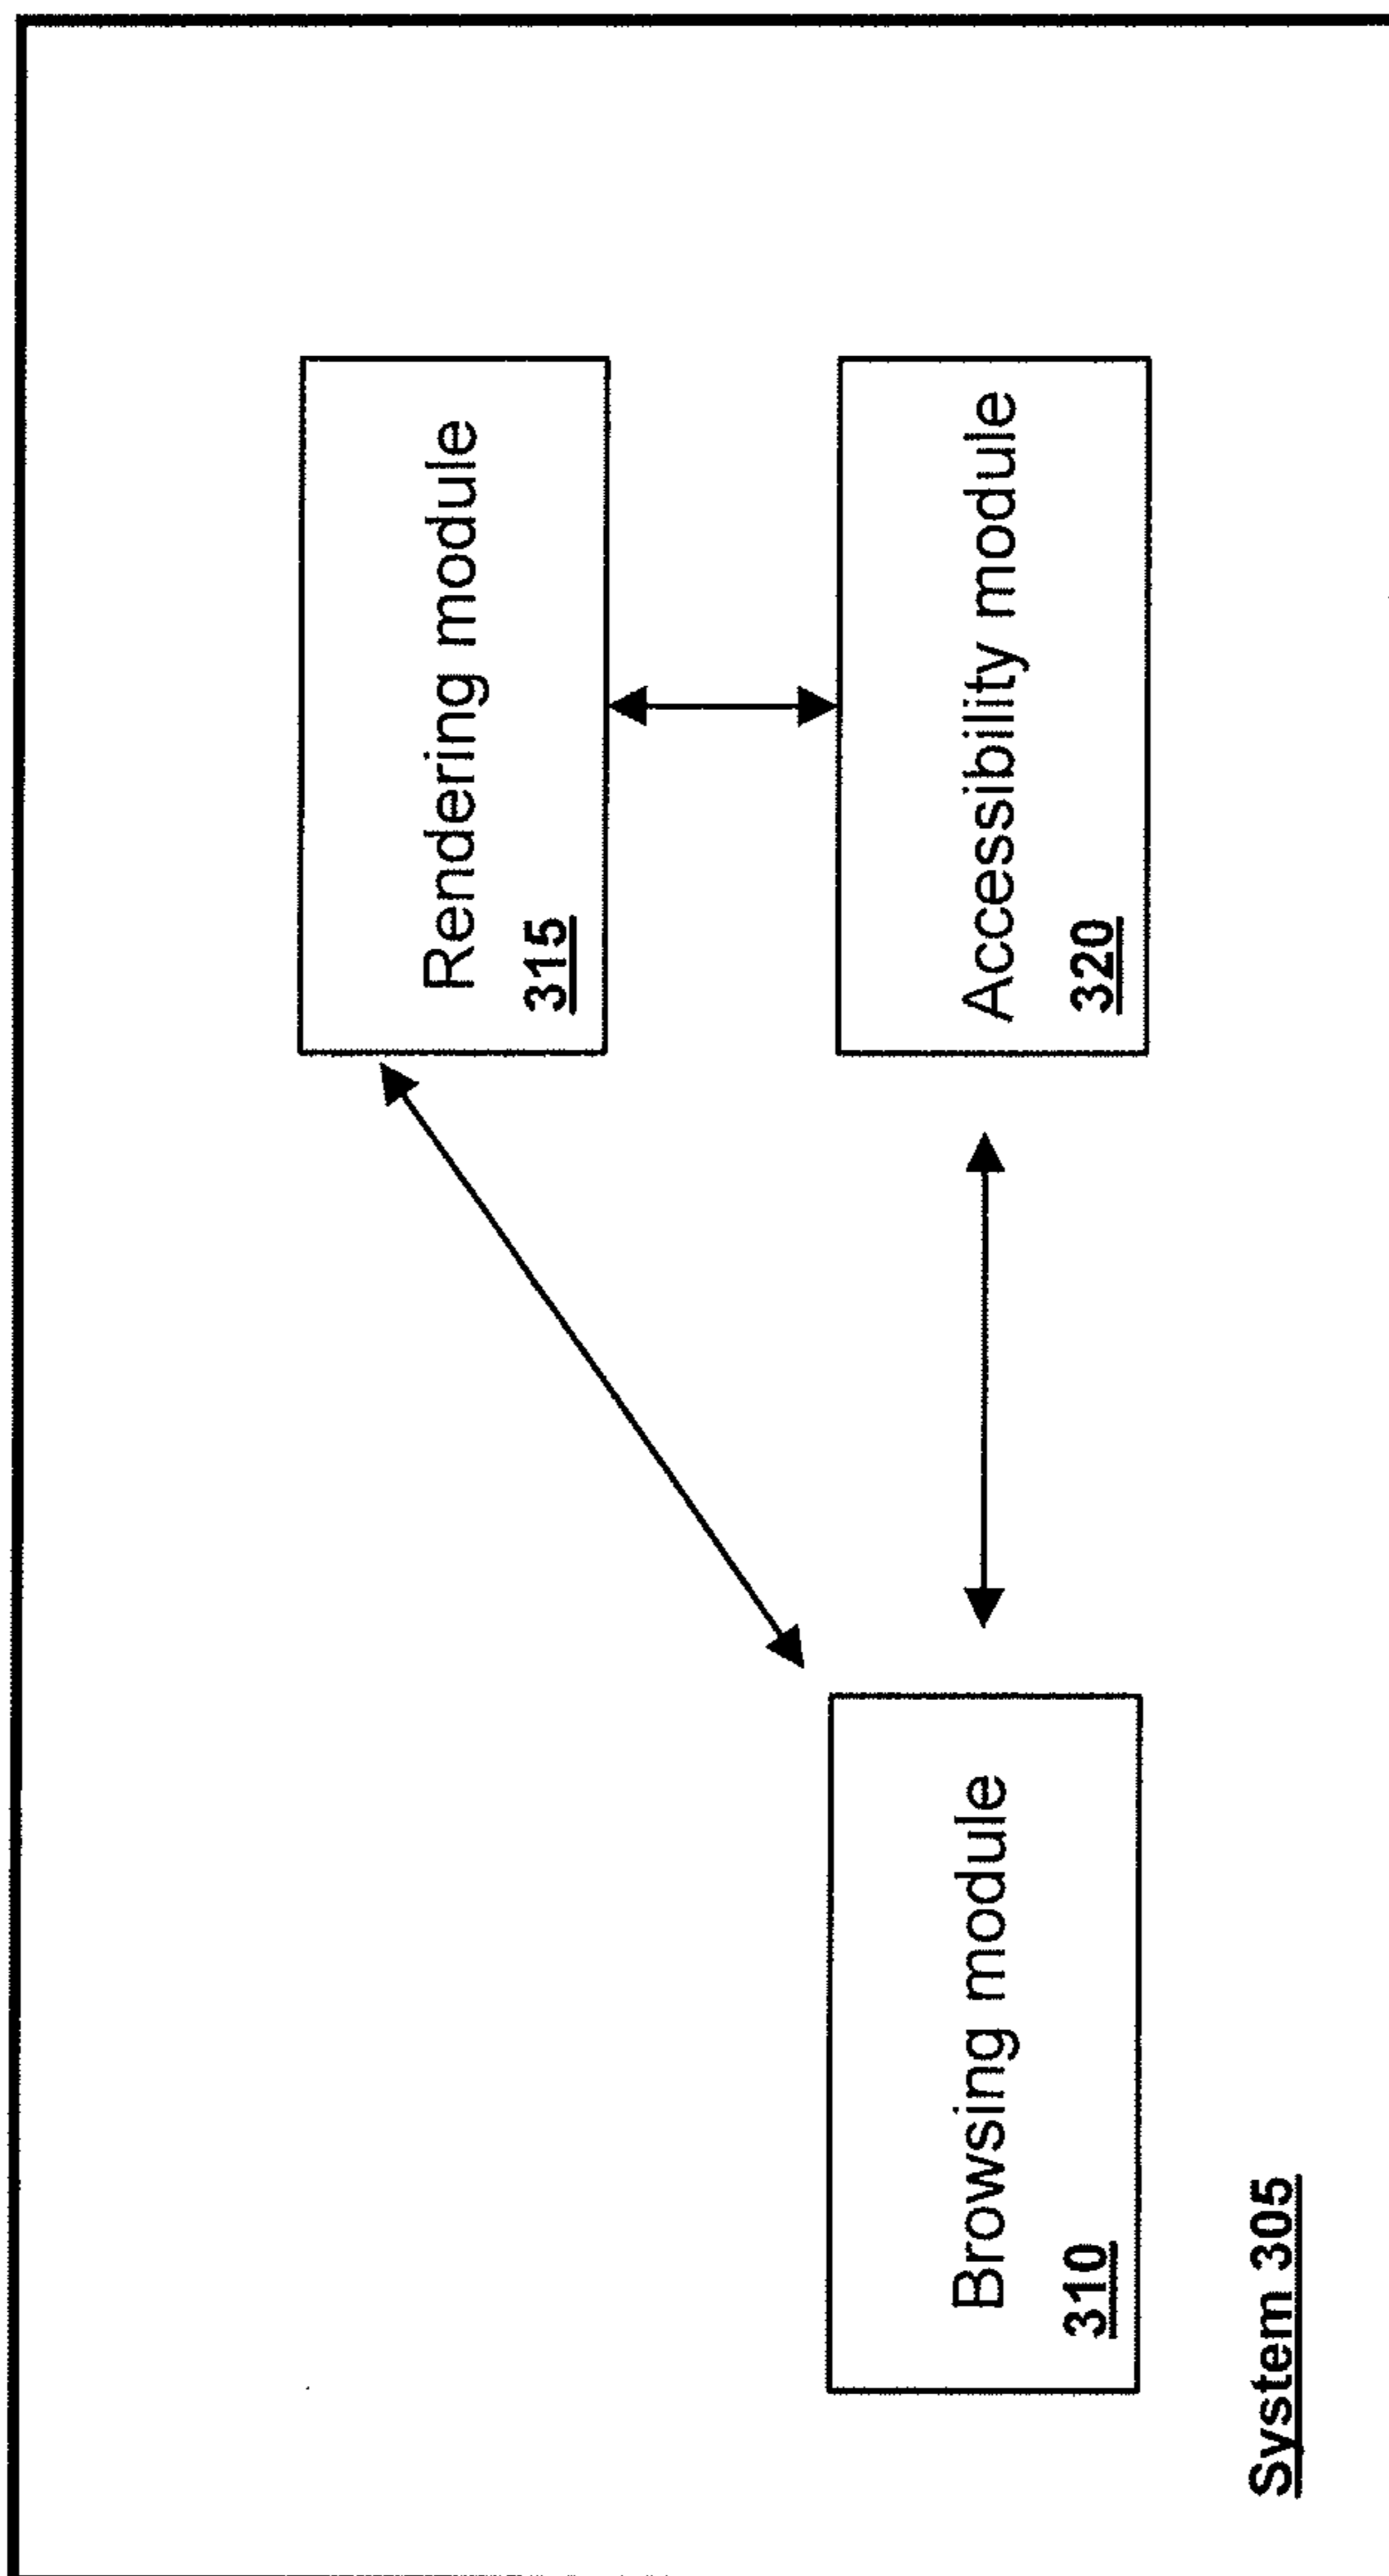 Rendering module
315
Browsing module
310
Accessibility module
320
System 305